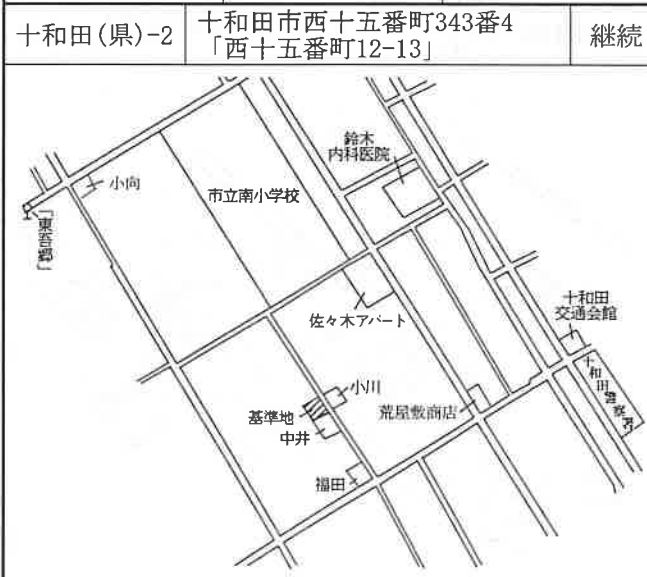 十和田(県)-2
十和田市西十五番町343番4
「西十五番町12-13」
継続
鈴木
内科医院
小向
市立南小学校
「東吾郷」
佐々木アパート
十和田
交通会館
十和田警察署
小川
基準地
荒屋敷商店
中井
福田